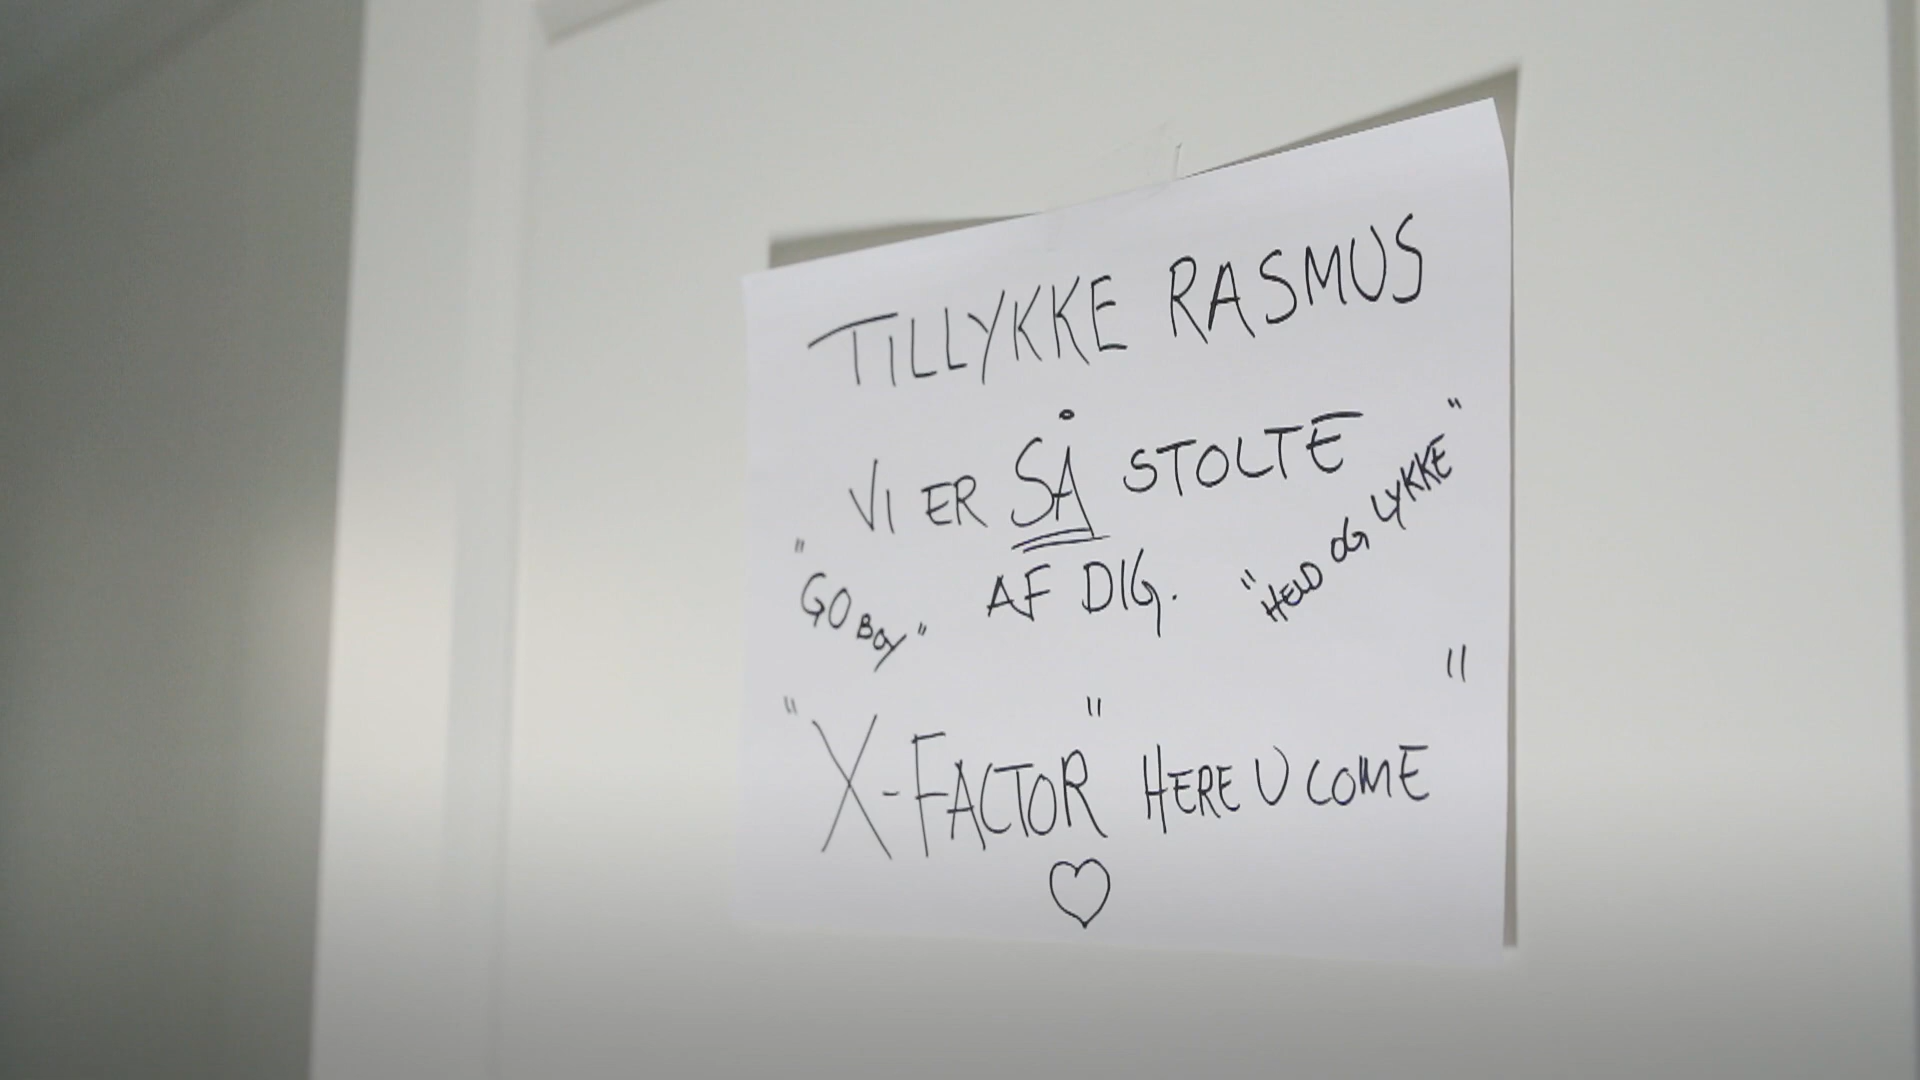 TILLYKKE RASMUS
VI ER SÅ STOLTE
AF DIG.
"GO BOY"
"HELD OG LYKKE"
"X-FACTOR" HERE U COME"